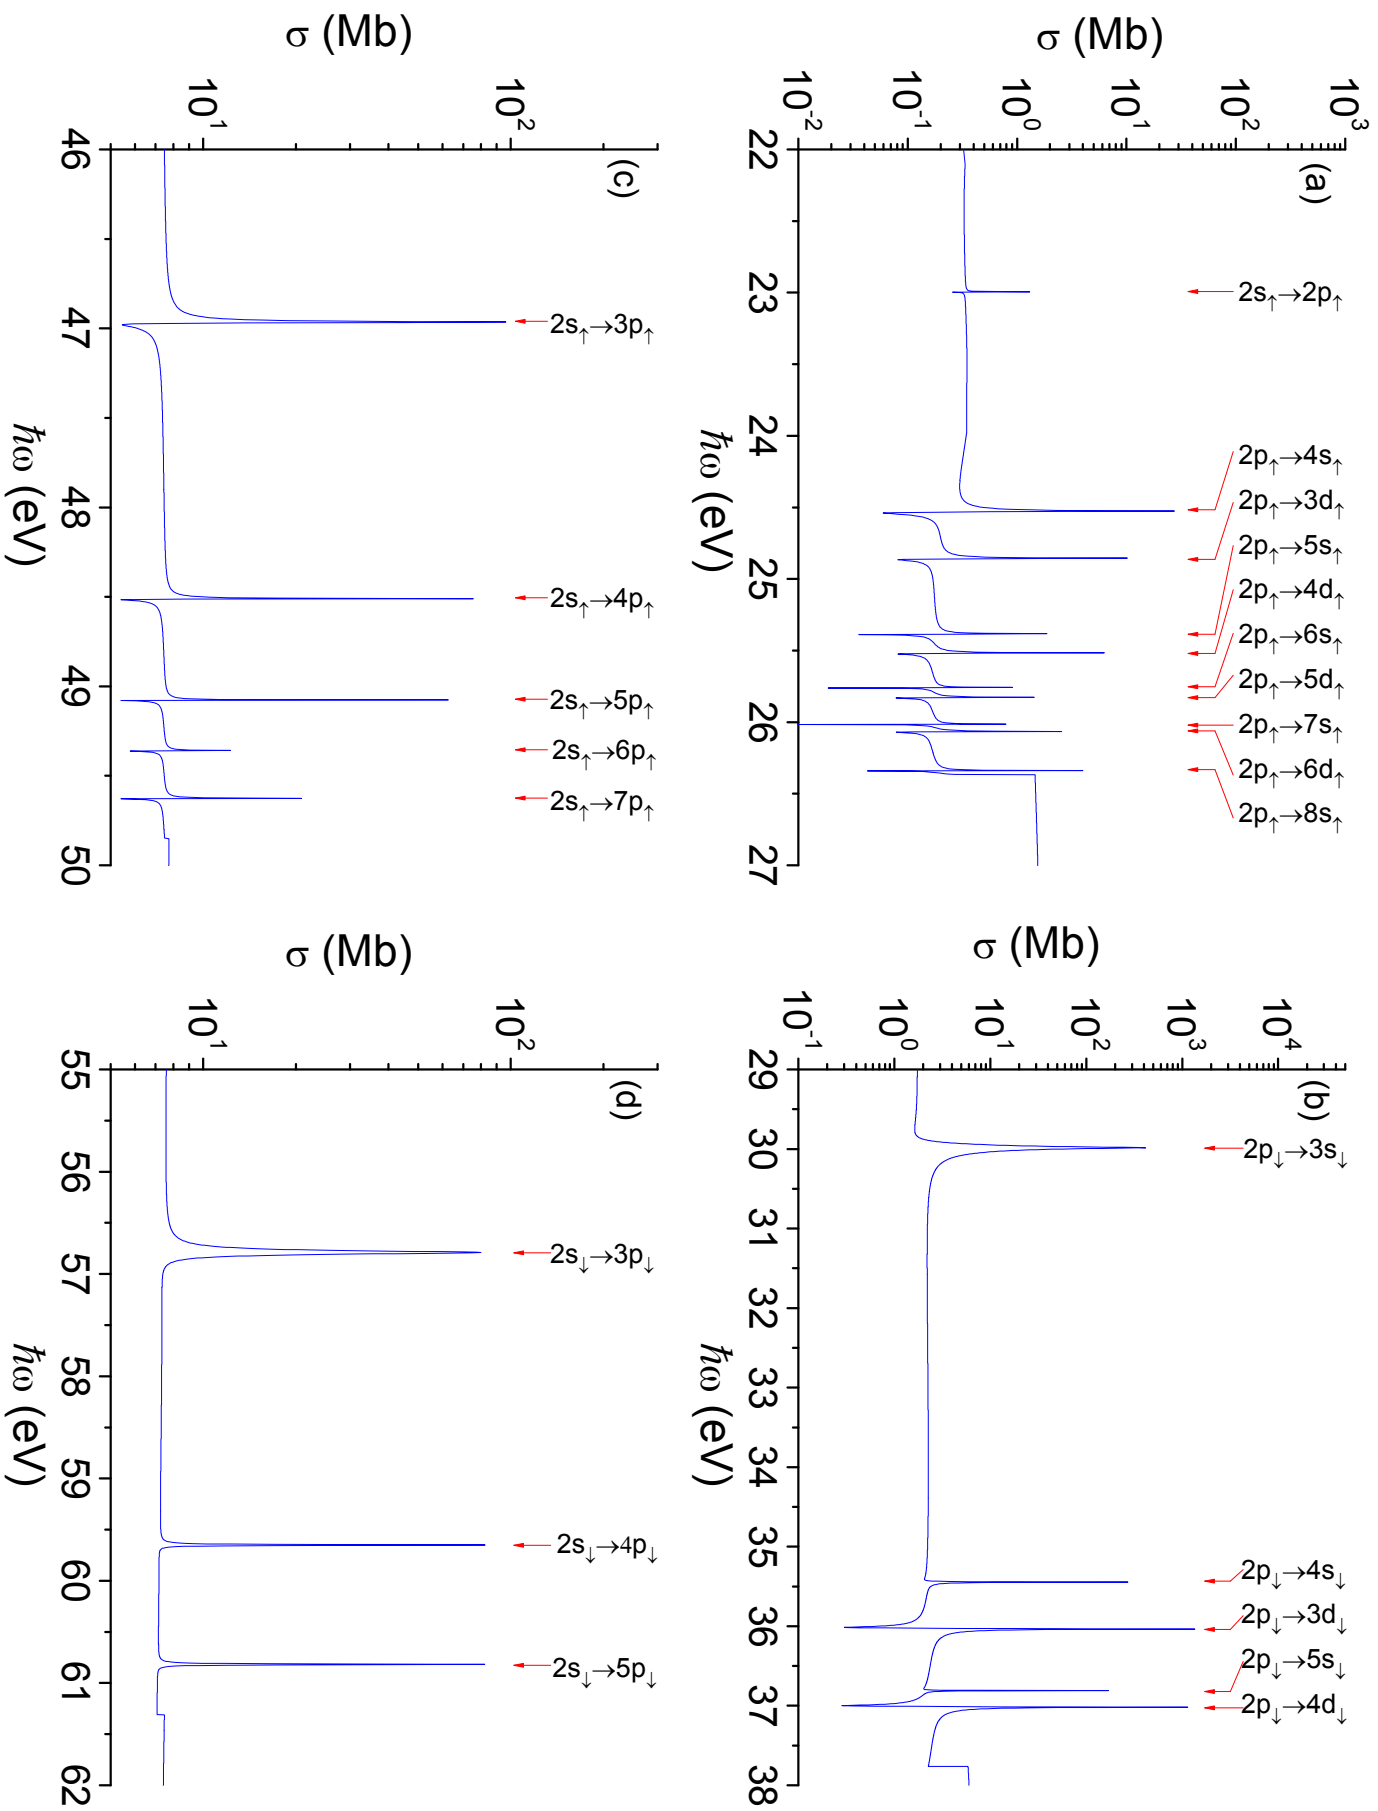 (a)
σ (Mb)
10³
10²
10¹
10⁰
10⁻¹
10⁻²
22
23
24
25
26
27
ħω (eV)
2s↑→2p↑
2p↑→4s↑
2p↑→3d↑
2p↑→5s↑
2p↑→4d↑
2p↑→6s↑
2p↑→5d↑
2p↑→7s↑
2p↑→6d↑
2p↑→8s↑
(b)
σ (Mb)
10⁴
10³
10²
10¹
10⁰
10⁻¹
29
30
31
32
33
34
35
36
37
38
ħω (eV)
2p↓→3s↓
2p↓→4s↓
2p↓→3d↓
2p↓→5s↓
2p↓→4d↓
(c)
σ (Mb)
10²
10¹
46
47
48
49
50
ħω (eV)
2s↑→3p↑
2s↑→4p↑
2s↑→5p↑
2s↑→6p↑
2s↑→7p↑
(d)
σ (Mb)
10²
10¹
55
56
57
58
59
60
61
62
ħω (eV)
2s↓→3p↓
2s↓→4p↓
2s↓→5p↓